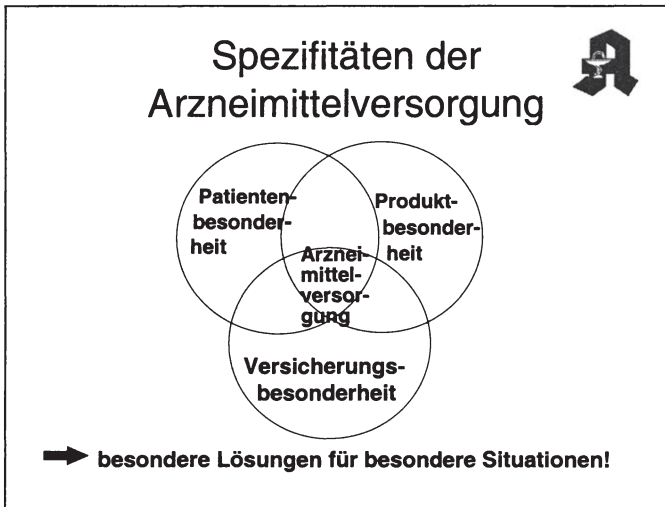 Spezifitäten der
Arzneimittelversorgung
Patienten-
besonder-
heit
Produkt-
besonder-
heit
Arznei-
mittel-
versor-
gung
Versicherungs-
besonderheit
besondere Lösungen für besondere Situationen!